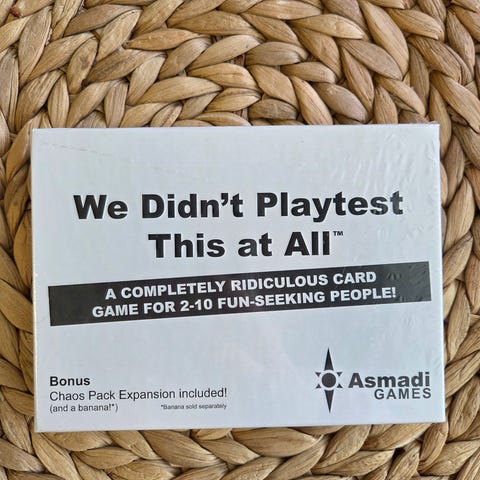 We Didn't Playtest
This at All™
A COMPLETELY RIDICULOUS CARD
GAME FOR 2-10 FUN-SEEKING PEOPLE!
Bonus
Chaos Pack Expansion included!
(and a banana!*)
*Banana sold separately
Asmadi
GAMES